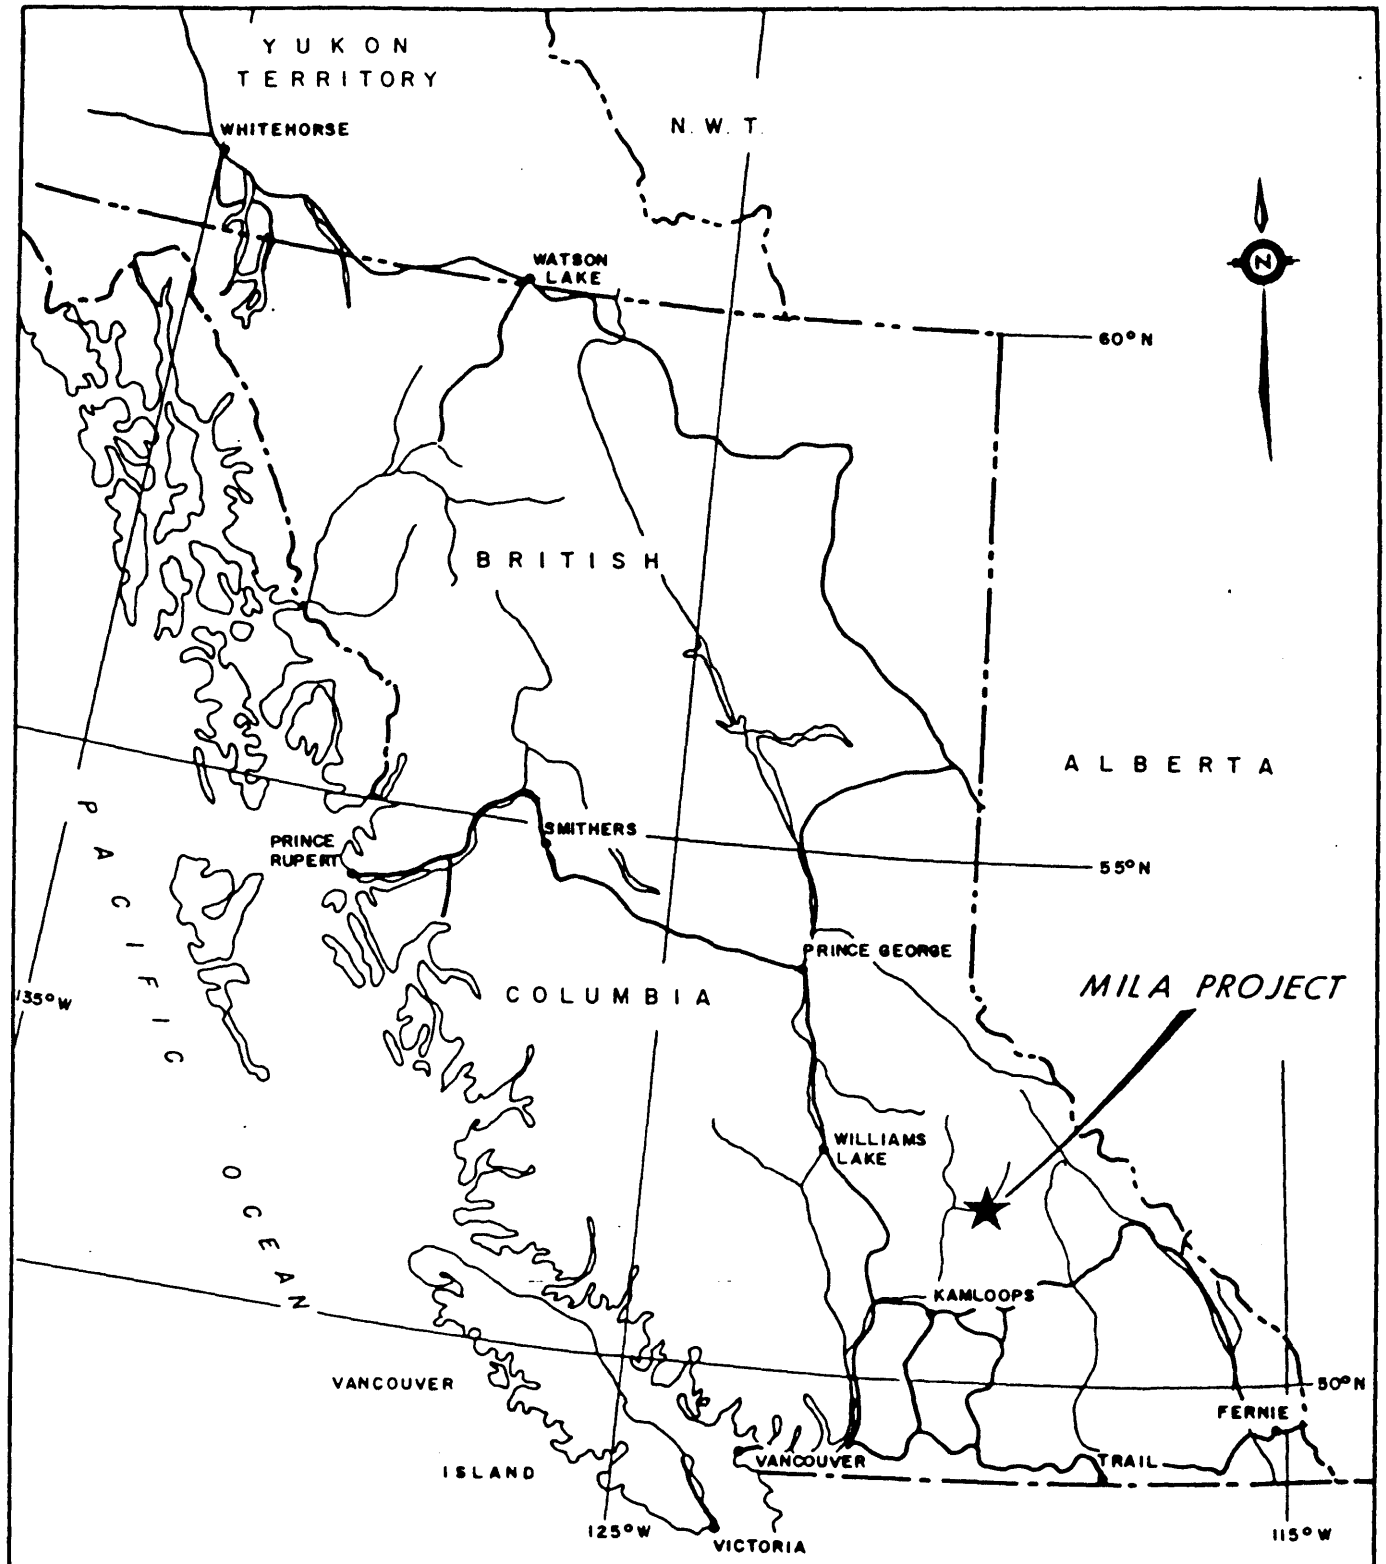 YUKON
TERRITORY
N.W.T.
WHITEHORSE
N
WATSON
LAKE
60°N
BRITISH
ALBERTA
PACIFIC
OCEAN
PRINCE
RUPERT
SMITHERS
55°N
PRINCE GEORGE
MILA PROJECT
COLUMBIA
135°W
WILLIAMS
LAKE
KAMLOOPS
VANCOUVER
ISLAND
50°N
FERNIE
VANCOUVER
TRAIL
125°W
VICTORIA
115°W